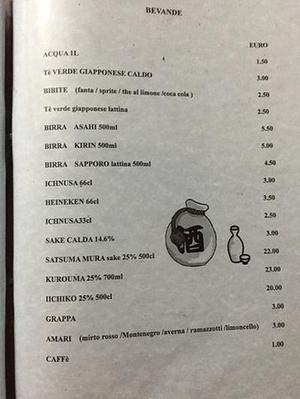 BEVANDE
EURO
ACQUA 1L 1.50
Tè VERDE GIAPPONESE CALDO 3.00
BIBITE (fanta / sprite / the al limone /coca cola ) 2.50
Tè verde giapponese lattina 2.50
BIRRA ASAHI 500ml 5.50
BIRRA KIRIN 500ml 5.00
BIRRA SAPPORO lattina 500ml 4.50
ICHNUSA 66cl 3.00
HEINEKEN 66cl 3.50
ICHNUSA33cl 2.50
SAKE CALDA 14.6% 3.00
SATSUMA MURA sake 25% 500cl 22.00
KUROUMA 25% 700ml 23.00
IICHIKO 25% 500cl 20.00
GRAPPA 3.00
AMARI (mirto rosso /Montenegro /averna / ramazzotti /limoncello) 3.00
CAFFè 1.00
酒